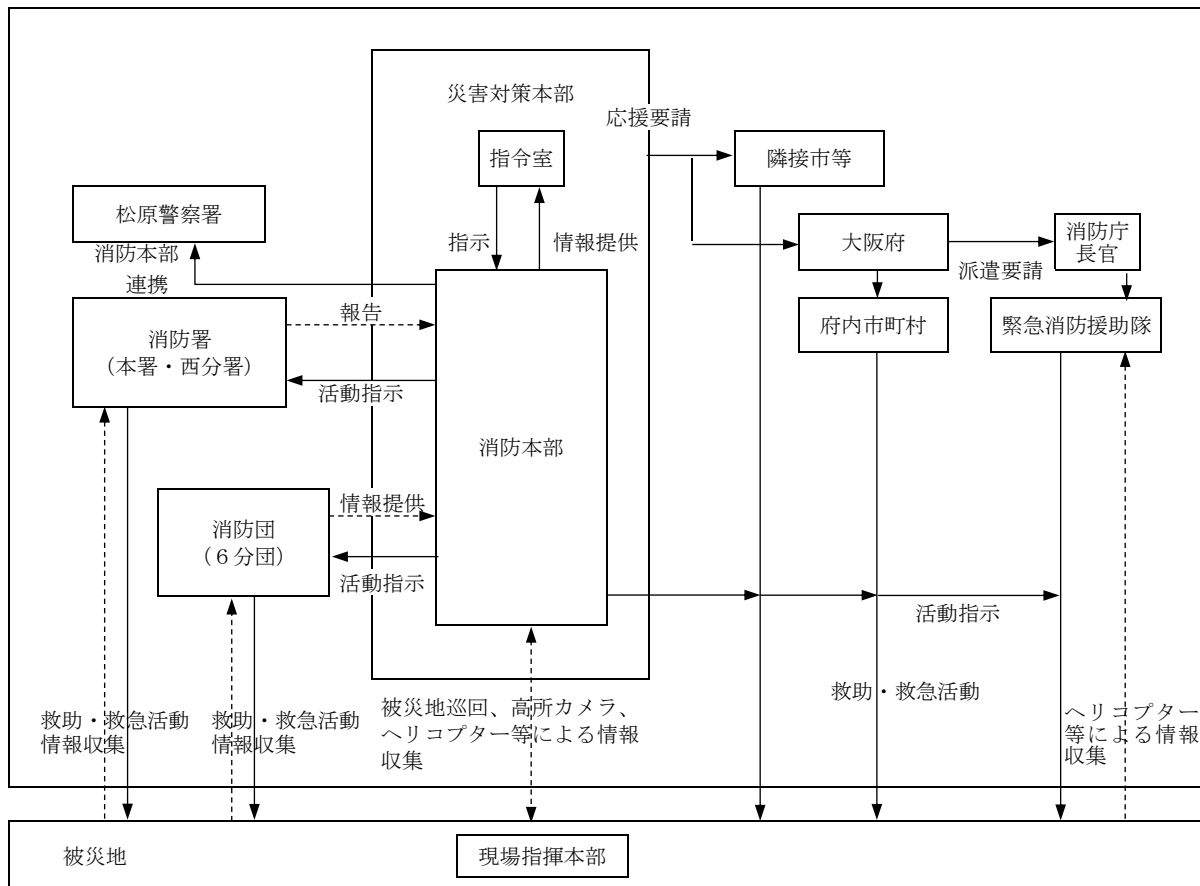 災害対策本部
応援要請
指令室
隣接市等
松原警察署
消防本部
連携
指示
情報提供
大阪府
派遣要請
消防庁
長官
報告
消防署
（本署・西分署）
活動指示
府内市町村
緊急消防援助隊
消防本部
情報提供
消防団
（６分団）
活動指示
活動指示
救助・救急活動
救助・救急活動
情報収集
救助・救急活動
情報収集
被災地巡回、高所カメラ、
ヘリコプター等による情報
収集
ヘリコプター
等による情報
収集
被災地
現場指揮本部